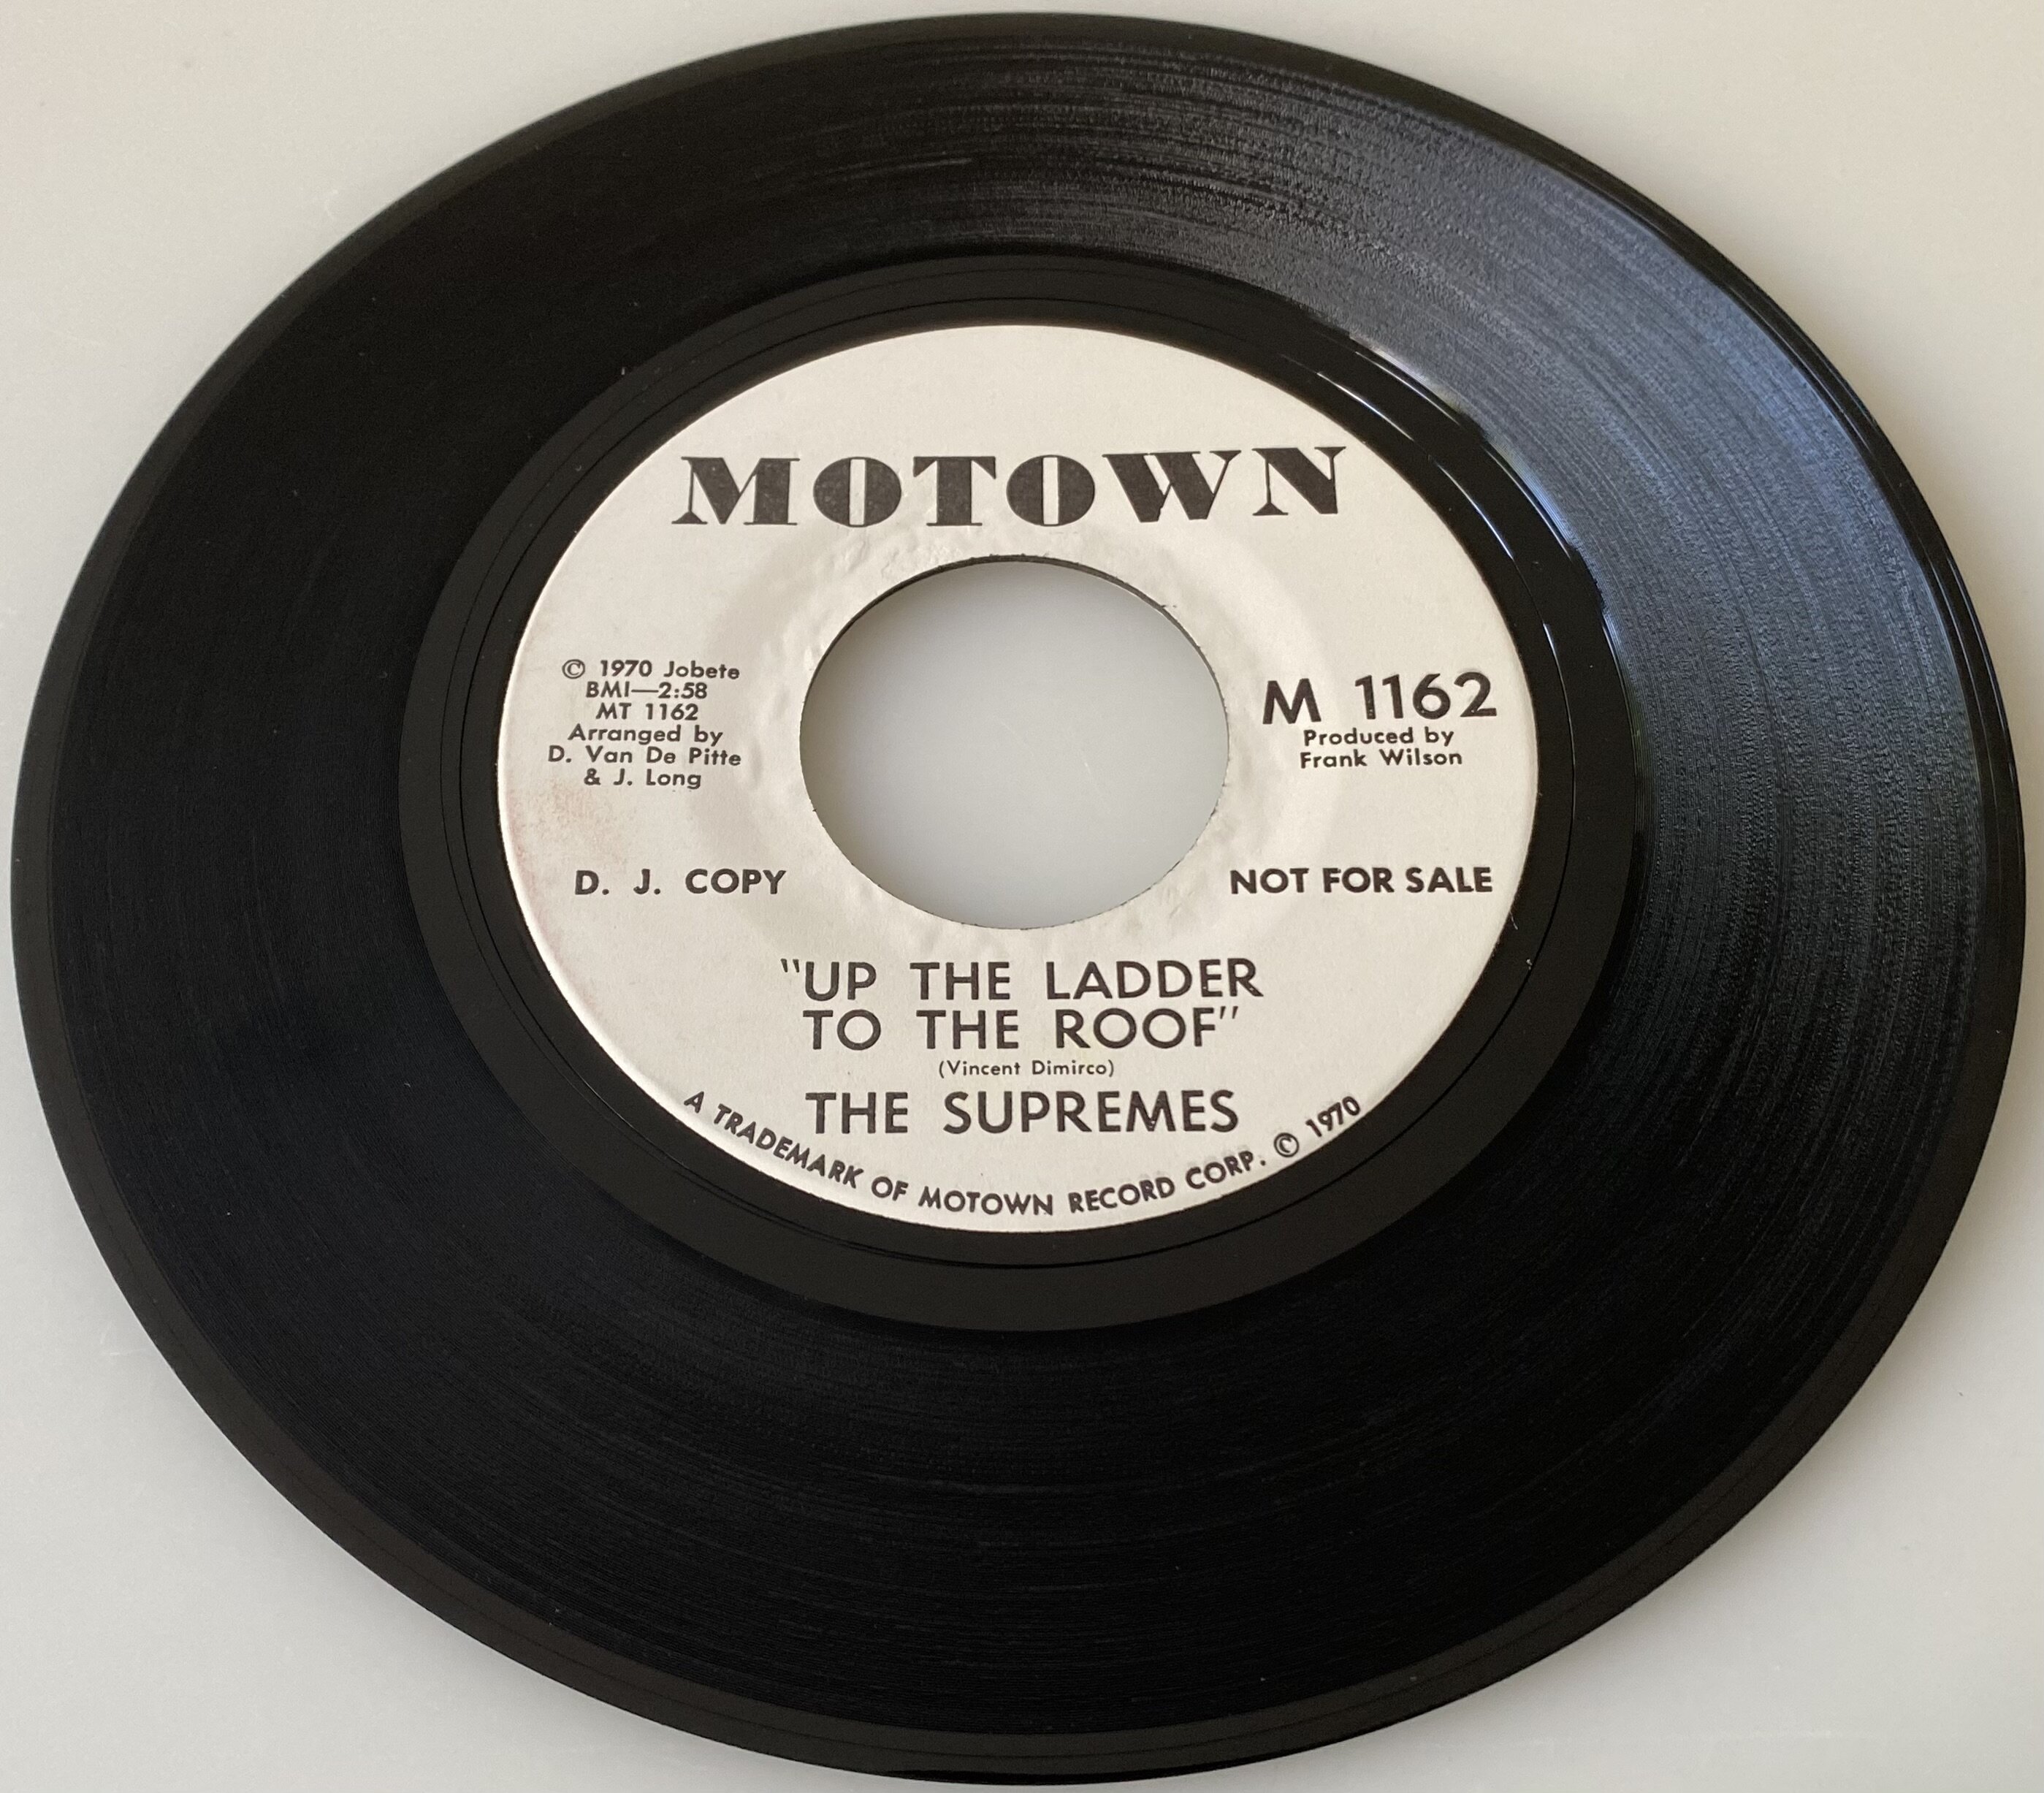 MOTOWN
© 1970 Jobete
BMI—2:58
MT 1162
Arranged by
D. Van De Pitte
& J. Long
M 1162
Produced by
Frank Wilson
D. J. COPY
NOT FOR SALE
"UP THE LADDER
TO THE ROOF"
(Vincent Dimirco)
THE SUPREMES
A TRADEMARK OF MOTOWN RECORD CORP. © 1970